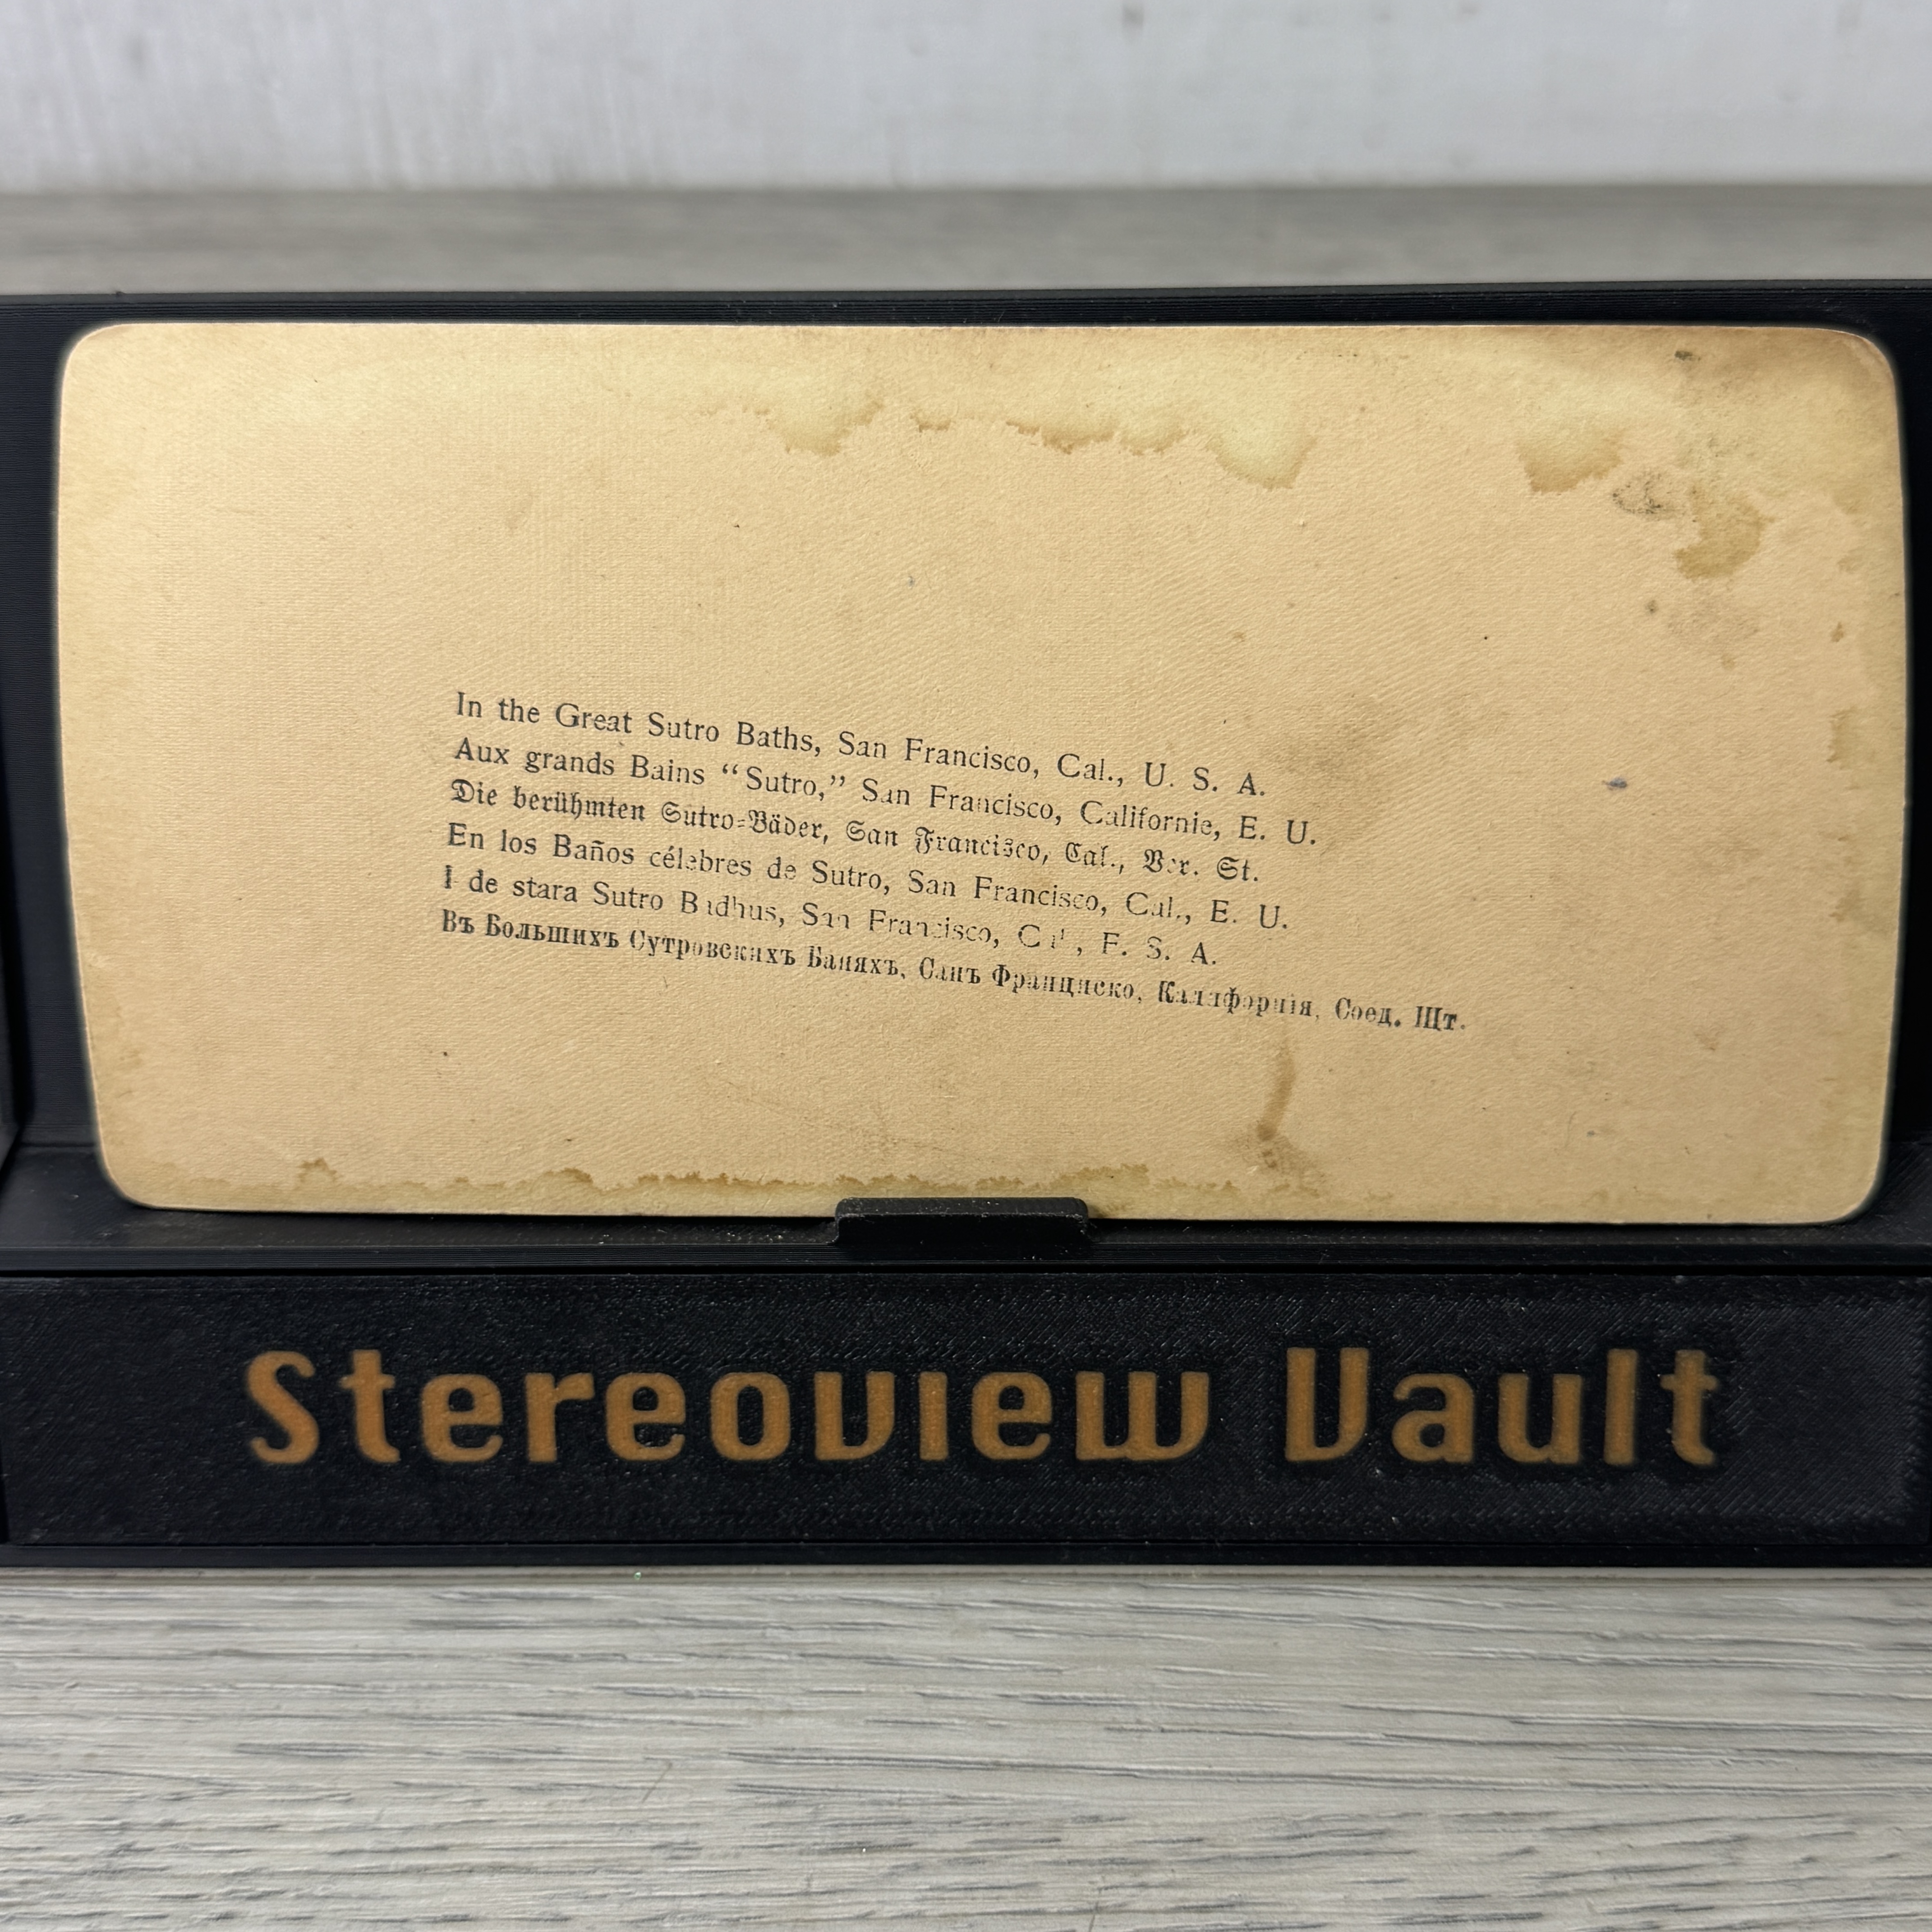 In the Great Sutro Baths, San Francisco, Cal., U. S. A.
Aux grands Bains “Sutro,” San Francisco, Californie, E. U.
Die berühmten Sutro-Bäder, San Francisco, Cal., Ver. St.
En los Baños célebres de Sutro, San Francisco, Cal., E. U.
I de stara Sutro Badhus, San Francisco, Cal., F. S. A.
Въ Большихъ Сутровскихъ Баняхъ, Санъ Франциско, Каллфорнія, Соед. Шт.
Stereoview Vault